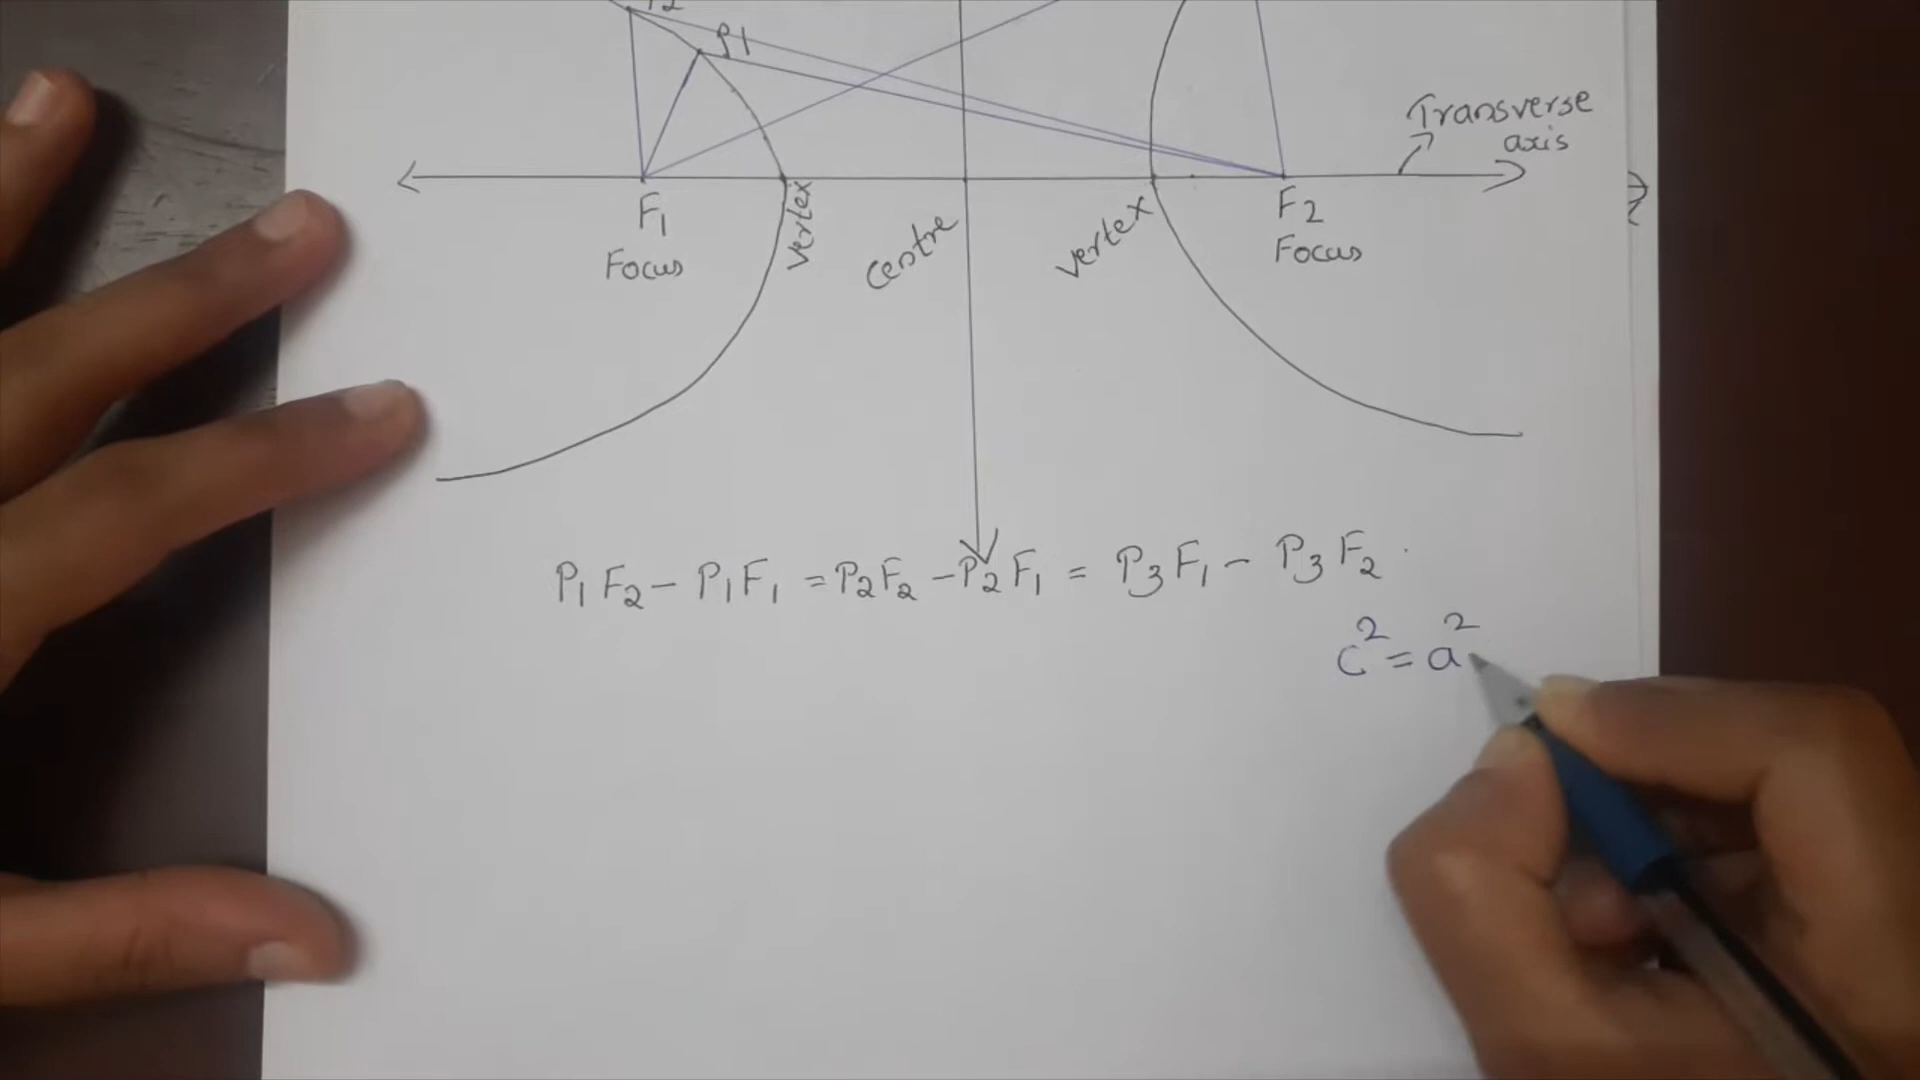 P1
Transverse
axis
F₁
Focus
vertex
Centre
vertex
F₂
Focus
P₁F₂ - P₁F₁ = P₂F₂ - P₂F₁ = P₃F₁ - P₃F₂
c² = a²